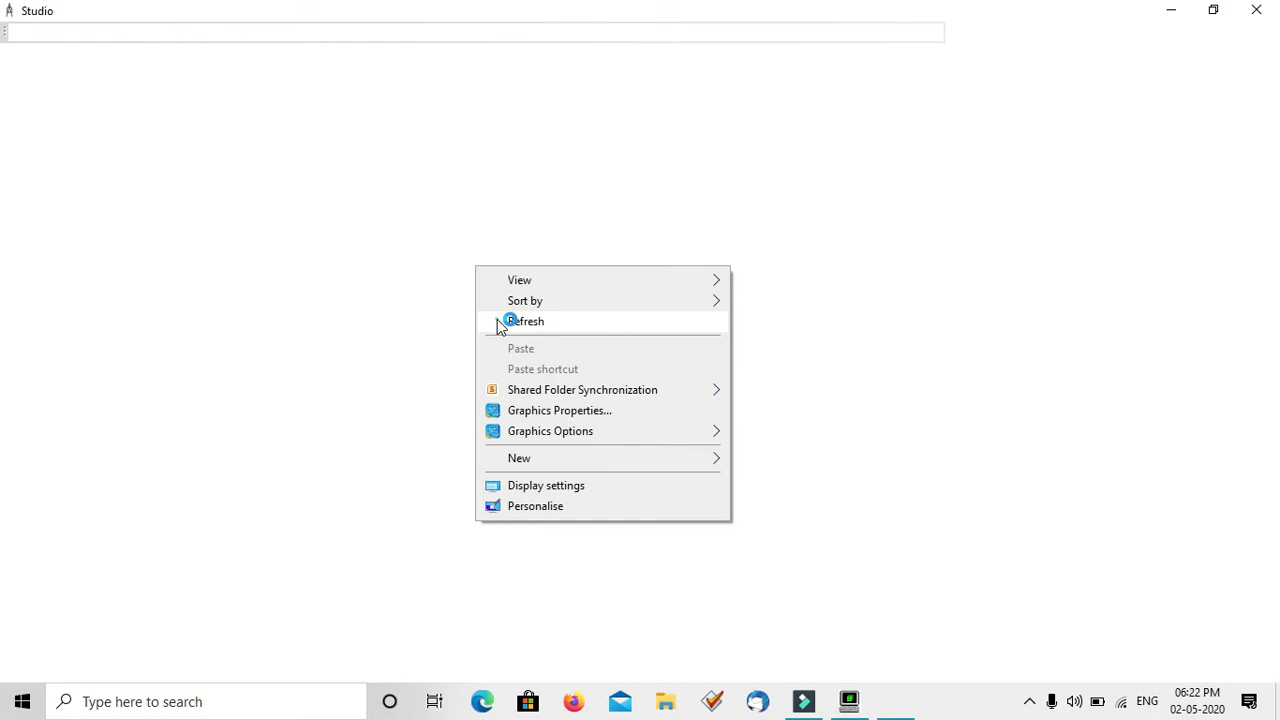 Studio
View
Sort by
Refresh
Paste
Paste shortcut
Shared Folder Synchronization
Graphics Properties...
Graphics Options
New
Display settings
Personalise
Type here to search
ENG
06:22 PM
02-05-2020